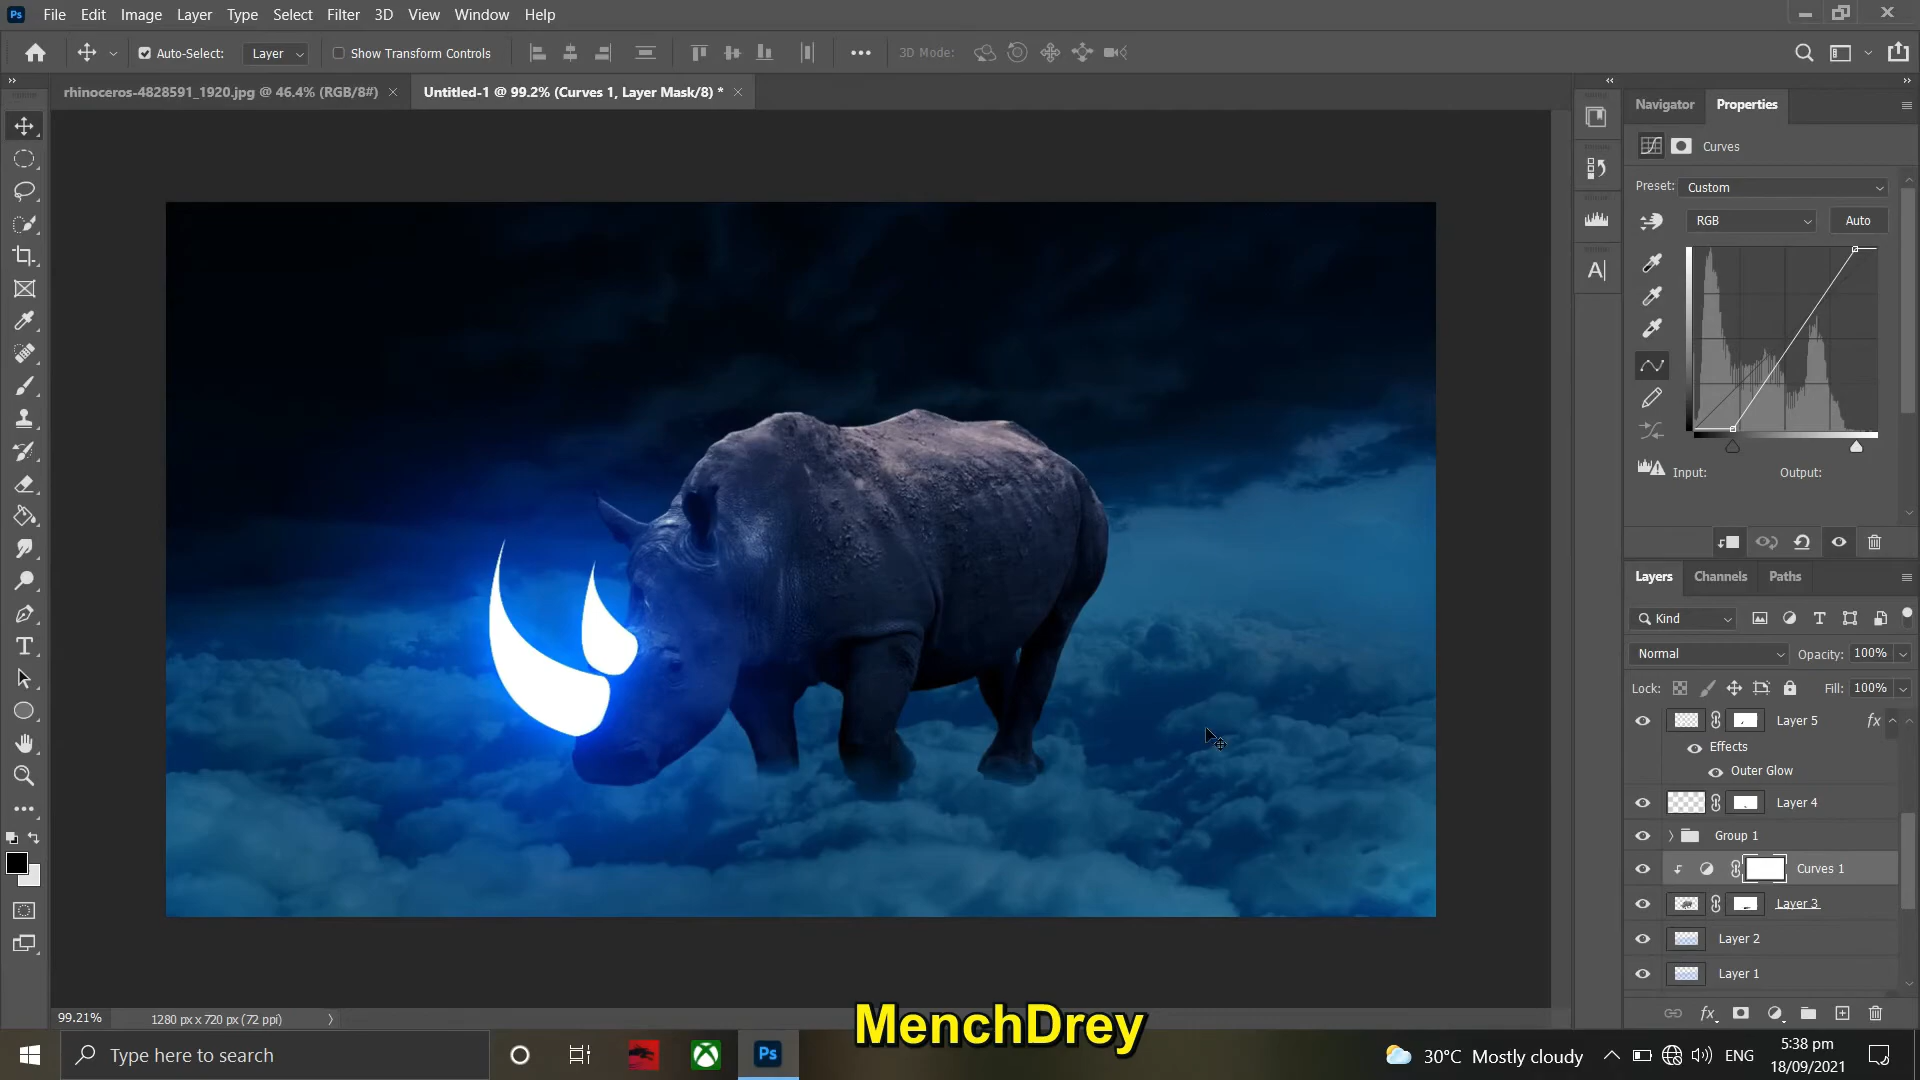 Ps File Edit Image Layer Type Select Filter 3D View Window Help
Auto-Select: Layer Show Transform Controls 3D Mode:
rhinoceros-4828591_1920.jpg @ 46.4% (RGB/8#) Untitled-1 @ 99.2% (Curves 1, Layer Mask/8) *
Navigator Properties
Curves
Preset: Custom
RGB Auto
Input: Output:
Layers Channels Paths
Kind
Normal Opacity: 100%
Lock: Fill: 100%
Layer 5 fx
Effects
Outer Glow
Layer 4
Group 1
Curves 1
Layer 3
Layer 2
Layer 1
fx
99.21% 1280 px x 720 px (72 ppi)
MenchDrey
Type here to search Ps 30°C Mostly cloudy ENG 5:38 pm
18/09/2021